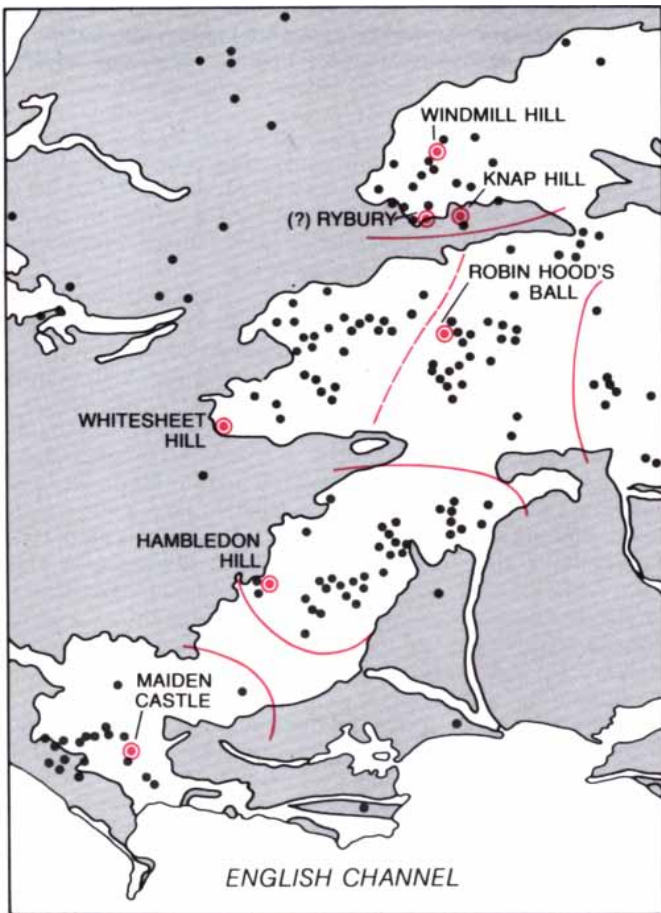 WINDMILL HILL
KNAP HILL
(?) RYBURY
ROBIN HOOD'S
BALL
WHITESHEET
HILL
HAMBLEDON
HILL
MAIDEN
CASTLE
ENGLISH CHANNEL